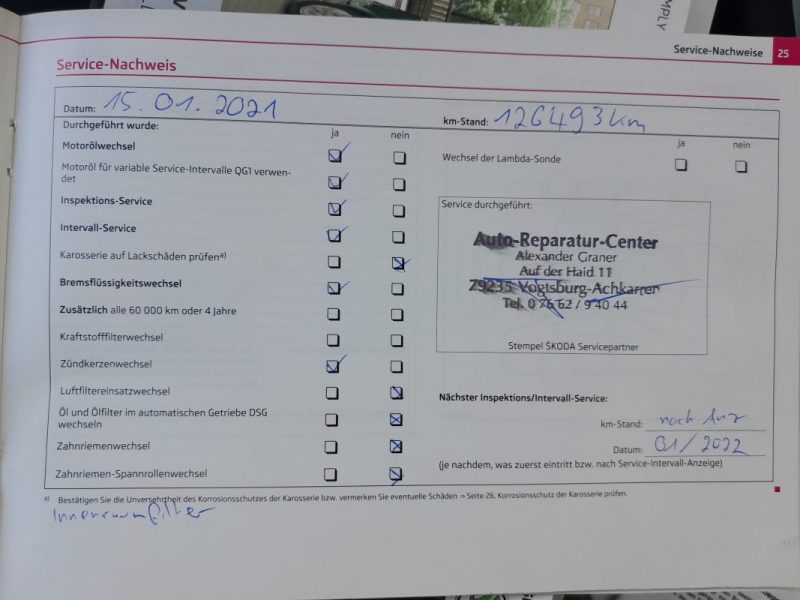 MPLY
Service-Nachweise 25
Service-Nachweis
Datum: 15.01.2021
km-Stand: 126493km
Durchgeführt wurde:
ja nein
ja nein
Motorölwechsel
Wechsel der Lambda-Sonde
Motoröl für variable Service-Intervalle QG1 verwen-
det
Inspektions-Service
Intervall-Service
Karosserie auf Lackschäden prüfen a)
Bremsflüssigkeitswechsel
Zusätzlich alle 60 000 km oder 4 Jahre
Kraftstofffilterwechsel
Zündkerzenwechsel
Luftfiltereinsatzwechsel
Öl und Ölfilter im automatischen Getriebe DSG
wechseln
Zahnriemenwechsel
Zahnriemen-Spannrollenwechsel
Service durchgeführt:
Auto-Reparatur-Center
Alexander Graner
Auf der Haid 11
79235 Vogtsburg-Achkarren
Tel. 0 76 62 / 9 40 44
Stempel ŠKODA Servicepartner
Nächster Inspektions/Intervall-Service:
km-Stand: nach Anz
Datum: 01/2022
(je nachdem, was zuerst eintritt bzw. nach Service-Intervall-Anzeige)
a) Bestätigen Sie die Unversehrtheit des Korrosionsschutzes der Karosserie bzw. vermerken Sie eventuelle Schäden ⇒ Seite 26, Korrosionsschutz der Karosserie prüfen.
Innenraumfilter